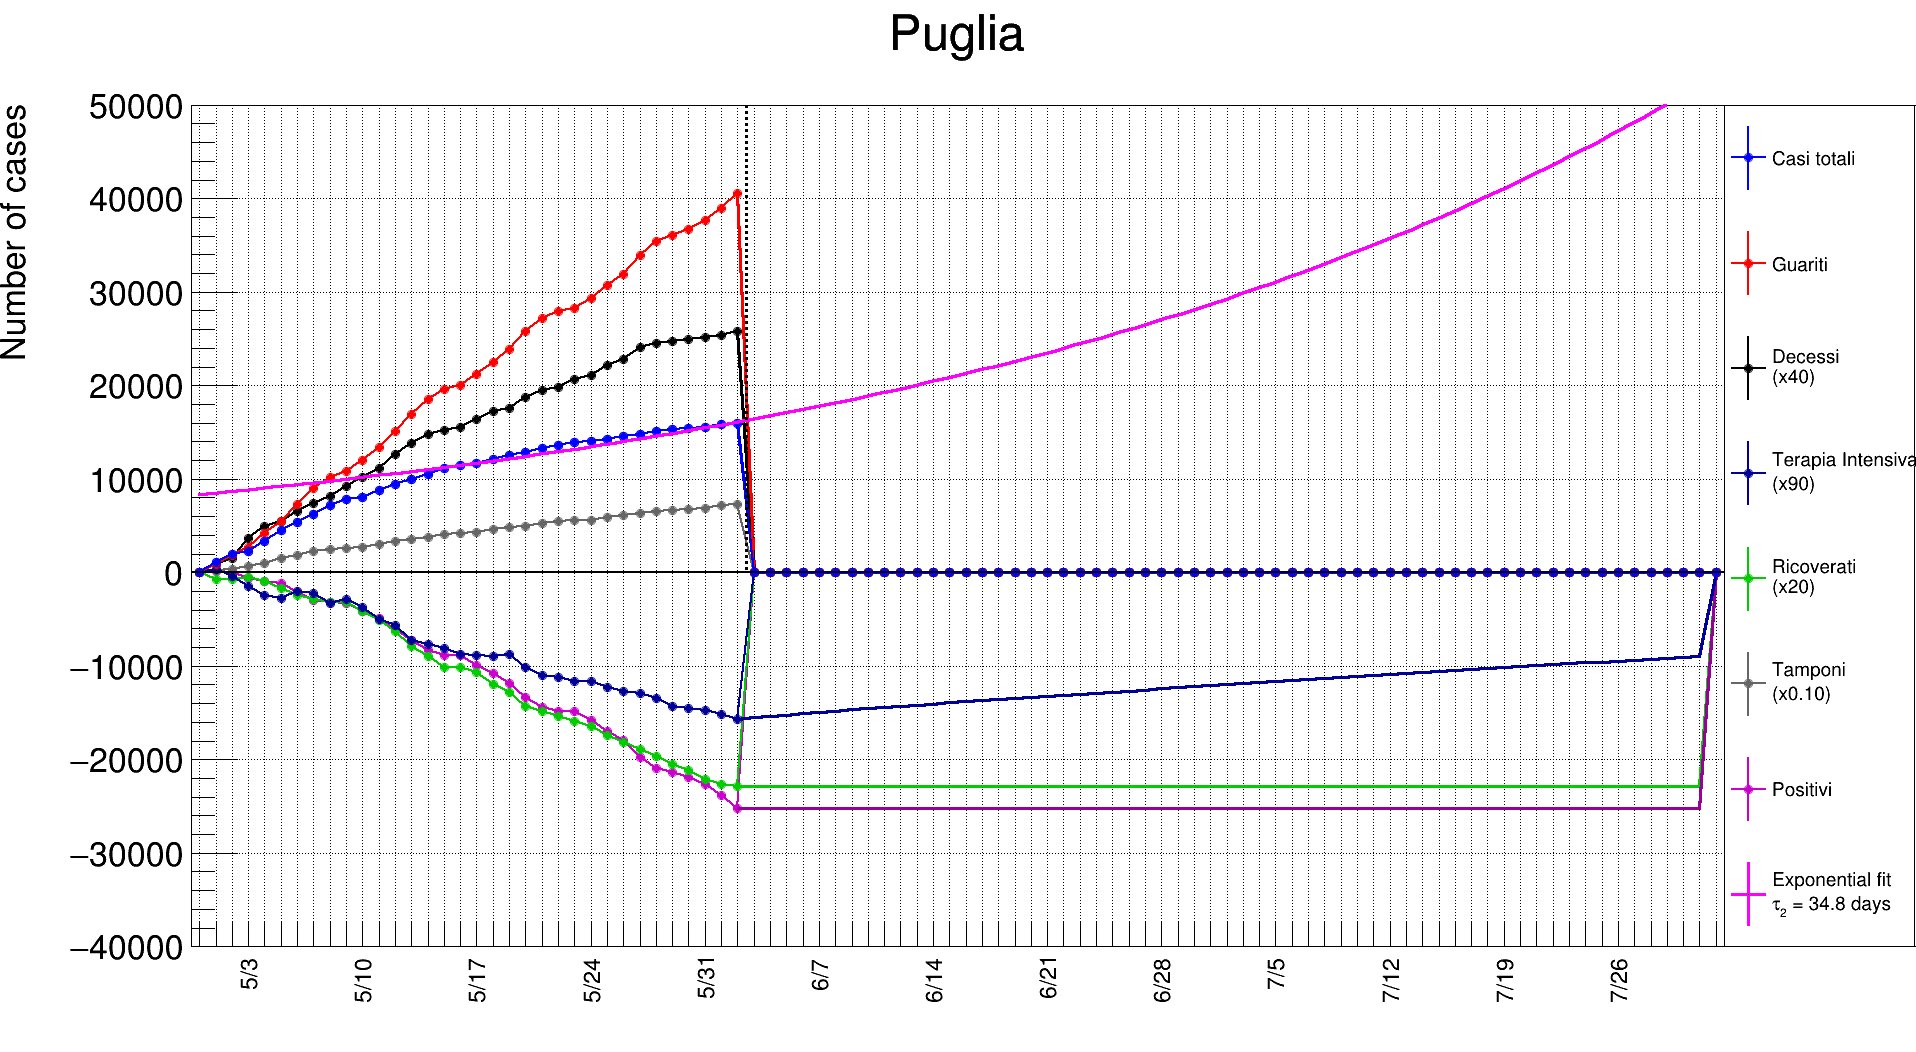 Puglia
Number of cases
50000
40000
30000
20000
10000
0
−10000
−20000
−30000
−40000
5/3
5/10
5/17
5/24
5/31
6/7
6/14
6/21
6/28
7/5
7/12
7/19
7/26
Casi totali
Guariti
Decessi
(x40)
Terapia Intensiva
(x90)
Ricoverati
(x20)
Tamponi
(x0.10)
Positivi
Exponential fit
τ2 = 34.8 days